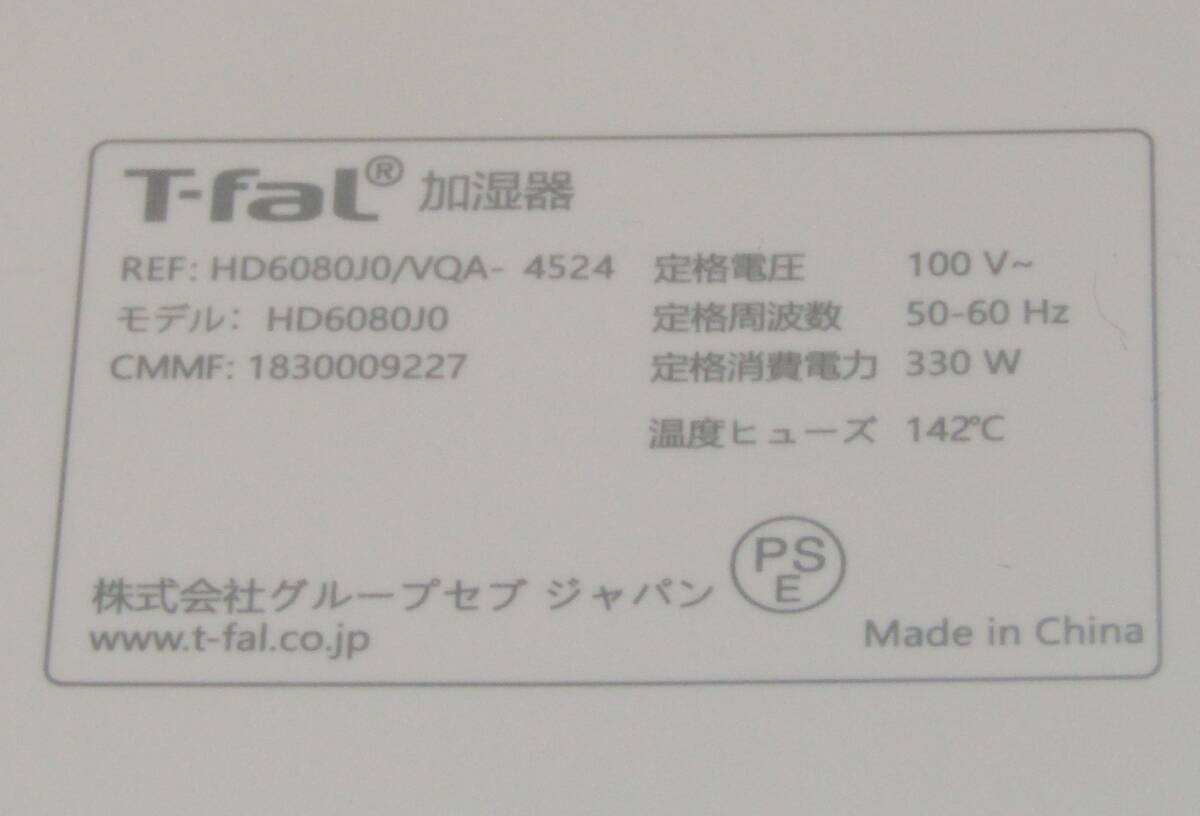 T-fal® 加湿器
REF: HD6080J0/VQA- 4524
モデル: HD6080J0
CMMF: 1830009227
定格電圧 100 V~
定格周波数 50-60 Hz
定格消費電力 330 W
温度ヒューズ 142℃
株式会社グループセブ ジャパン
www.t-fal.co.jp
PS
E
Made in China